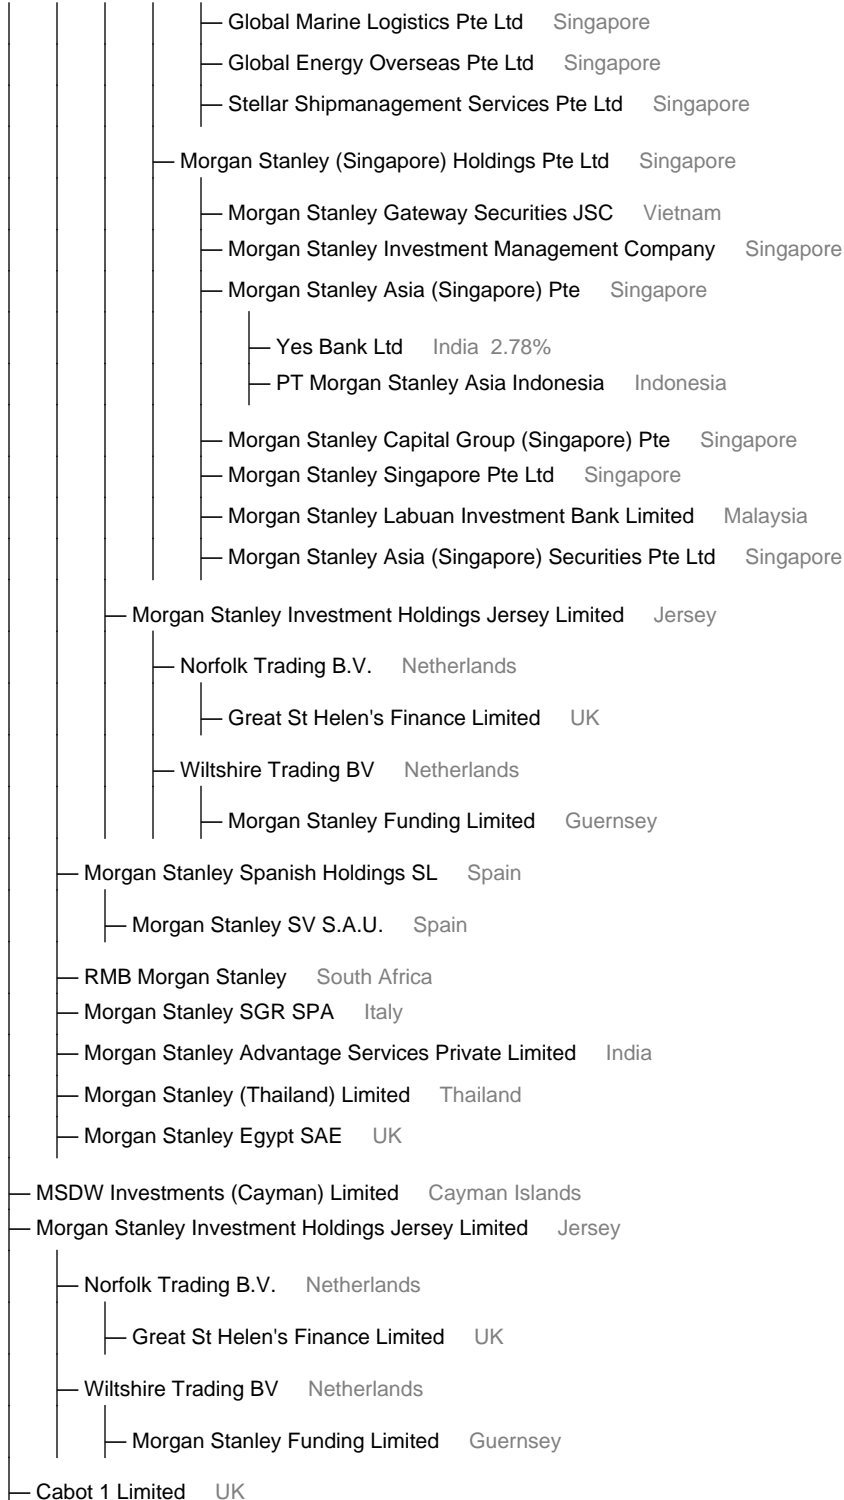 Global Marine Logistics Pte Ltd Singapore
Global Energy Overseas Pte Ltd Singapore
Stellar Shipmanagement Services Pte Ltd Singapore
Morgan Stanley (Singapore) Holdings Pte Ltd Singapore
Morgan Stanley Gateway Securities JSC Vietnam
Morgan Stanley Investment Management Company Singapore
Morgan Stanley Asia (Singapore) Pte Singapore
Yes Bank Ltd India 2.78%
PT Morgan Stanley Asia Indonesia Indonesia
Morgan Stanley Capital Group (Singapore) Pte Singapore
Morgan Stanley Singapore Pte Ltd Singapore
Morgan Stanley Labuan Investment Bank Limited Malaysia
Morgan Stanley Asia (Singapore) Securities Pte Ltd Singapore
Morgan Stanley Investment Holdings Jersey Limited Jersey
Norfolk Trading B.V. Netherlands
Great St Helen's Finance Limited UK
Wiltshire Trading BV Netherlands
Morgan Stanley Funding Limited Guernsey
Morgan Stanley Spanish Holdings SL Spain
Morgan Stanley SV S.A.U. Spain
RMB Morgan Stanley South Africa
Morgan Stanley SGR SPA Italy
Morgan Stanley Advantage Services Private Limited India
Morgan Stanley (Thailand) Limited Thailand
Morgan Stanley Egypt SAE UK
MSDW Investments (Cayman) Limited Cayman Islands
Morgan Stanley Investment Holdings Jersey Limited Jersey
Norfolk Trading B.V. Netherlands
Great St Helen's Finance Limited UK
Wiltshire Trading BV Netherlands
Morgan Stanley Funding Limited Guernsey
Cabot 1 Limited UK